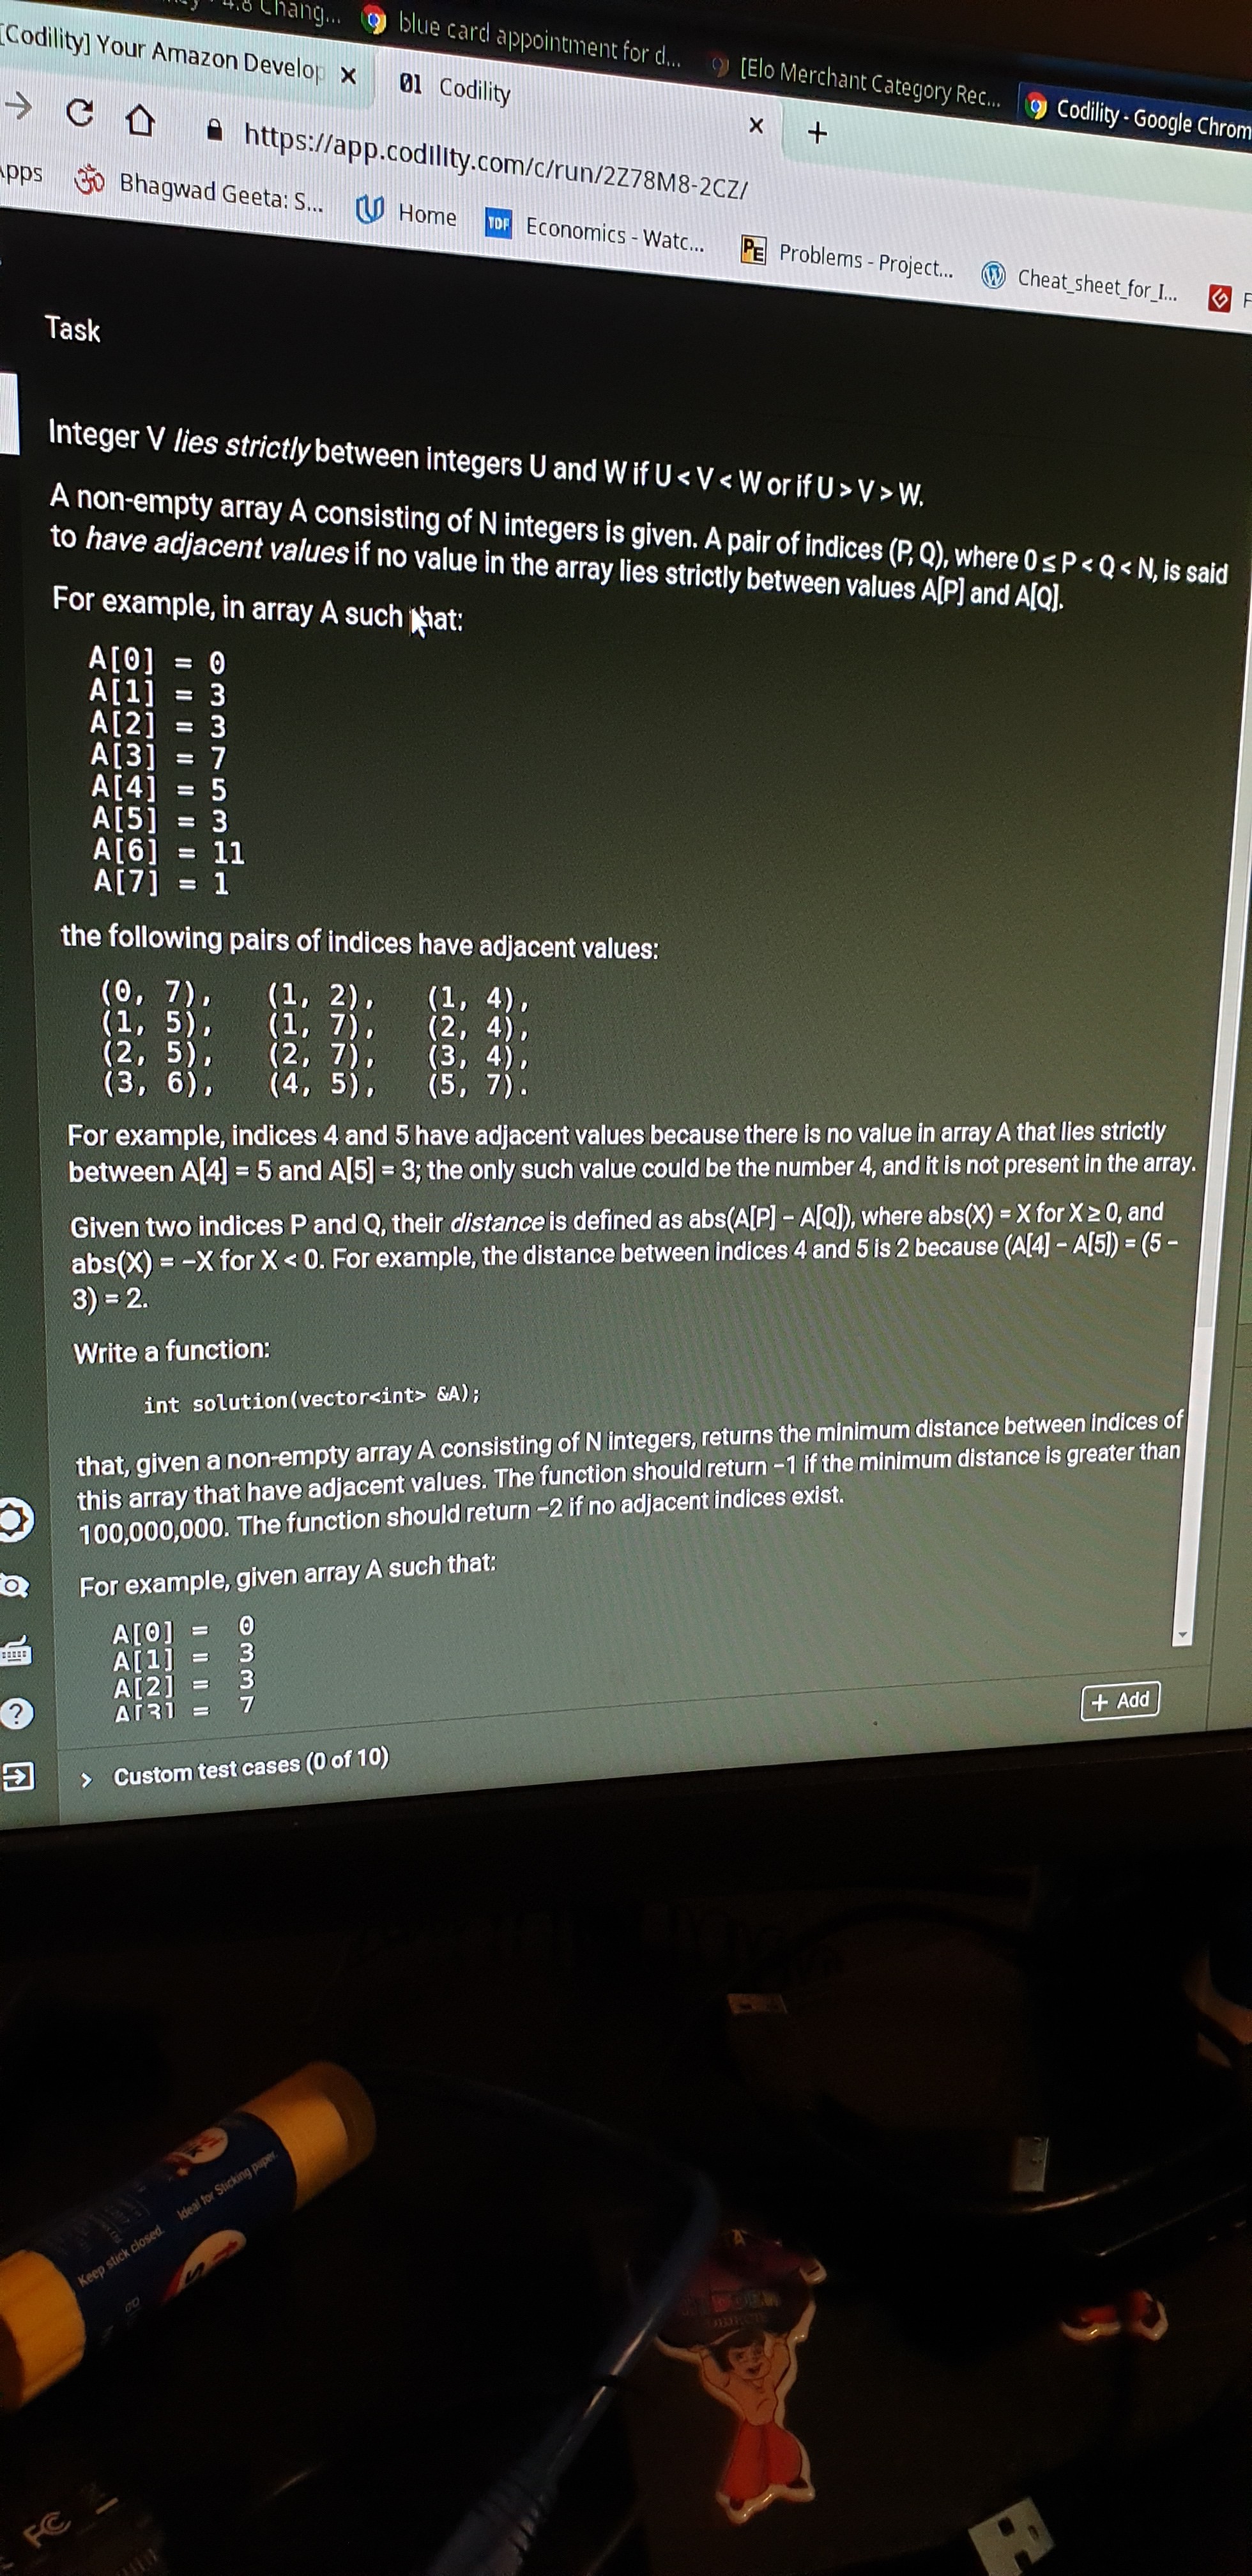 4.8 Chang...
blue card appointment for d...
[Elo Merchant Category Rec...
Codility - Google Chrom
[Codility] Your Amazon Develop
01 Codility
https://app.codility.com/c/run/2Z78M8-2CZ/
Apps
Bhagwad Geeta: S...
Home
TDF
Economics - Watc...
PE
Problems - Project...
Cheat_sheet_for_I...
F
Task
Integer V lies strictly between integers U and W if U < V < W or if U > V > W.
A non-empty array A consisting of N integers is given. A pair of indices (P, Q), where 0 ≤ P < Q < N, is said
to have adjacent values if no value in the array lies strictly between values A[P] and A[Q].
For example, in array A such that:
A[0] = 0
A[1] = 3
A[2] = 3
A[3] = 7
A[4] = 5
A[5] = 3
A[6] = 11
A[7] = 1
the following pairs of indices have adjacent values:
(0, 7), (1, 2), (1, 4),
(1, 5), (1, 7), (2, 4),
(2, 5), (2, 7), (3, 4),
(3, 6), (4, 5), (5, 7).
For example, indices 4 and 5 have adjacent values because there is no value in array A that lies strictly
between A[4] = 5 and A[5] = 3; the only such value could be the number 4, and it is not present in the array.
Given two indices P and Q, their distance is defined as abs(A[P] − A[Q]), where abs(X) = X for X ≥ 0, and
abs(X) = −X for X < 0. For example, the distance between indices 4 and 5 is 2 because (A[4] − A[5]) = (5 −
3) = 2.
Write a function:
int solution(vector<int> &A);
that, given a non-empty array A consisting of N integers, returns the minimum distance between indices of
this array that have adjacent values. The function should return −1 if the minimum distance is greater than
100,000,000. The function should return −2 if no adjacent indices exist.
For example, given array A such that:
A[0] = 0
A[1] = 3
A[2] = 3
A[3] = 7
+ Add
Custom test cases (0 of 10)
Ideal for Sticking paper.
Keep stick closed.
FC